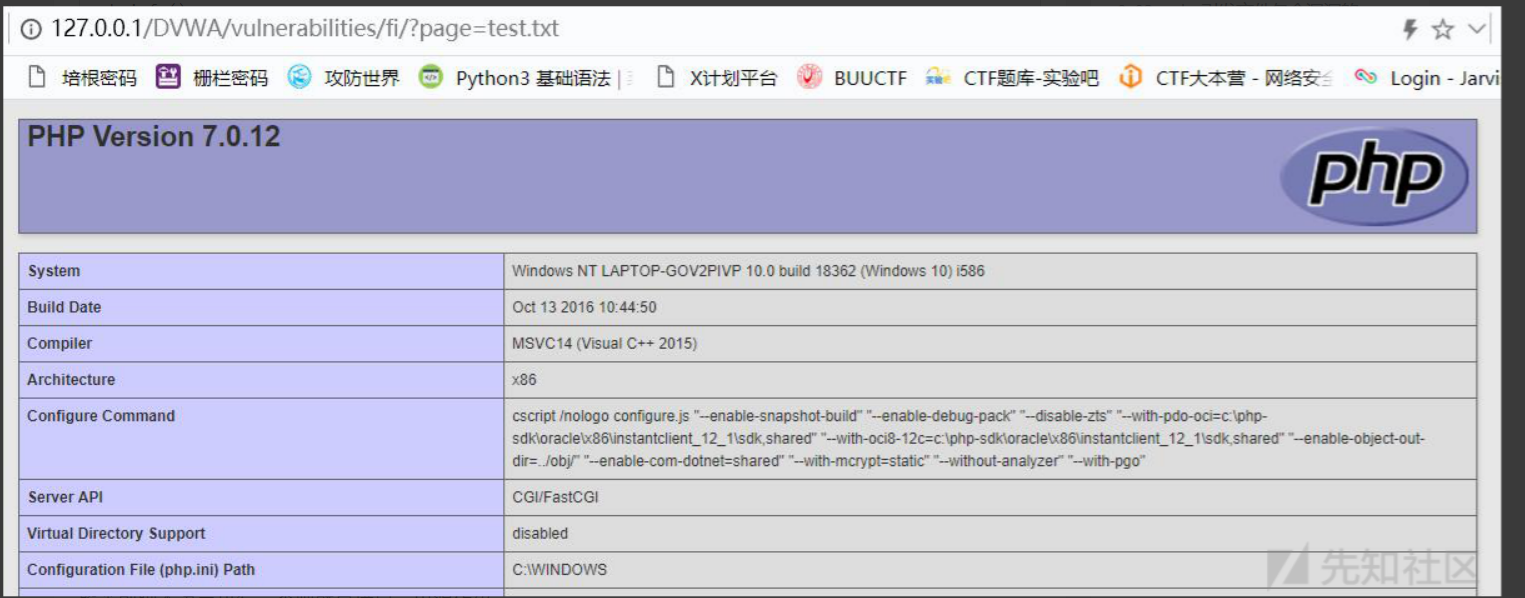 127.0.0.1/DVWA/vulnerabilities/fi/?page=test.txt
培根密码 栅栏密码 攻防世界 Python3 基础语法 | X计划平台 BUUCTF CTF题库-实验吧 CTF大本营 - 网络安全 Login - Jarvi
PHP Version 7.0.12
php
System Windows NT LAPTOP-GOV2PIVP 10.0 build 18362 (Windows 10) i586
Build Date Oct 13 2016 10:44:50
Compiler MSVC14 (Visual C++ 2015)
Architecture x86
Configure Command cscript /nologo configure.js "--enable-snapshot-build" "--enable-debug-pack" "--disable-zts" "--with-pdo-oci=c:\php-
sdk\oracle\x86\instantclient_12_1\sdk,shared" "--with-oci8-12c=c:\php-sdk\oracle\x86\instantclient_12_1\sdk,shared" "--enable-object-out-
dir=../obj/" "--enable-com-dotnet=shared" "--with-mcrypt=static" "--without-analyzer" "--with-pgo"
Server API CGI/FastCGI
Virtual Directory Support disabled
Configuration File (php.ini) Path C:\WINDOWS
先知社区